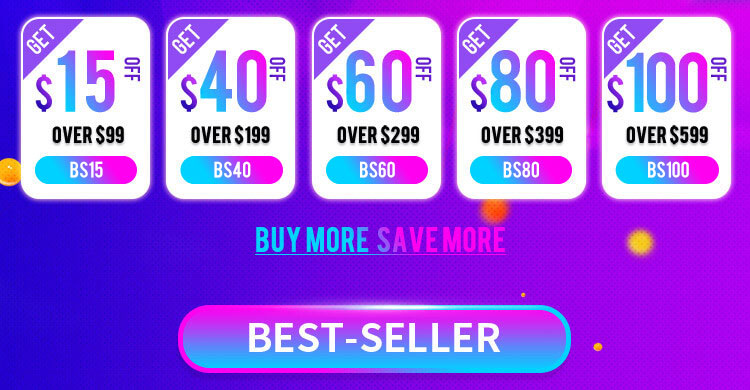 GET
$15 OFF
OVER $99
BS15
GET
$40 OFF
OVER $199
BS40
GET
$60 OFF
OVER $299
BS60
GET
$80 OFF
OVER $399
BS80
GET
$100 OFF
OVER $599
BS100
BUY MORE SAVE MORE
BEST-SELLER